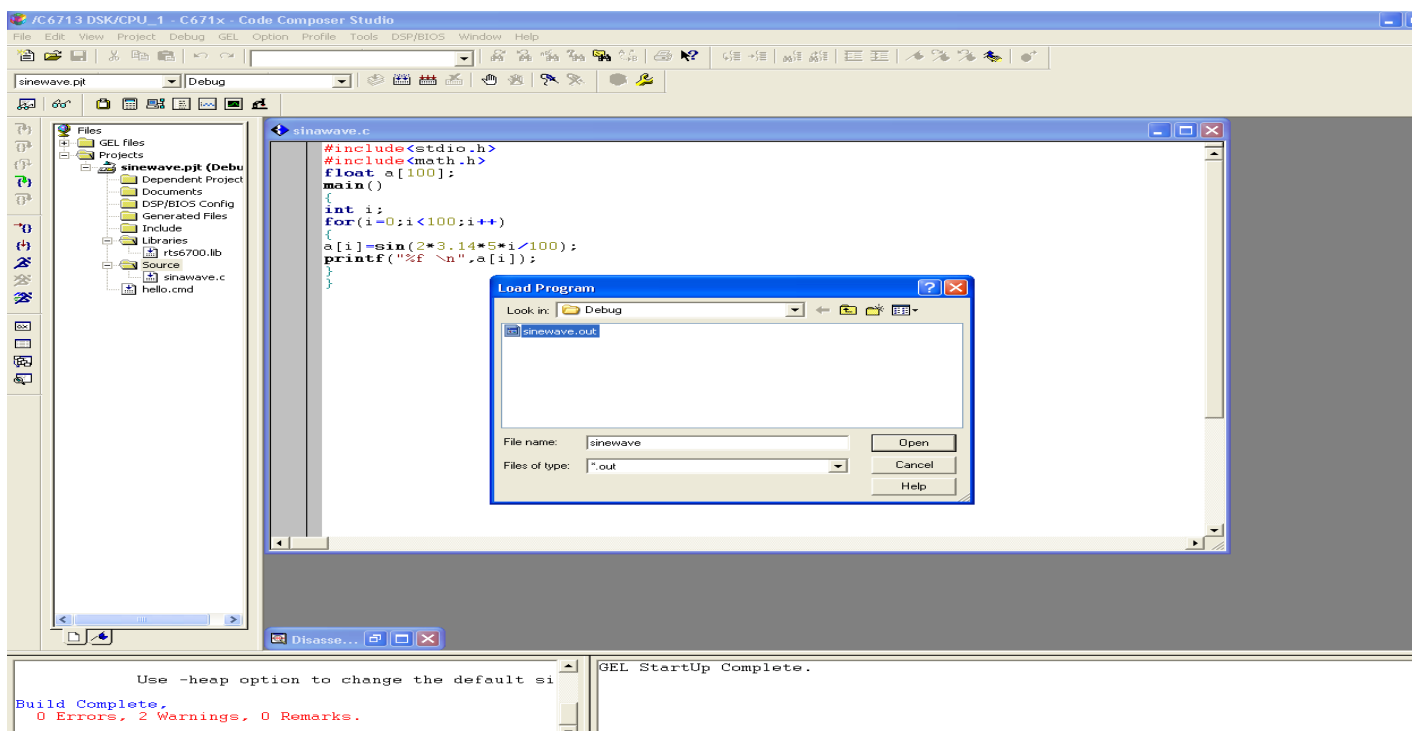 /C6713 DSK/CPU_1 - C671x - Code Composer Studio
File Edit View Project Debug GEL Option Profile Tools DSP/BIOS Window Help
sinewave.pjt Debug
Files
GEL files
Projects
sinewave.pjt (Debu
Dependent Project
Documents
DSP/BIOS Config
Generated Files
Include
Libraries
rts6700.lib
Source
sinawave.c
hello.cmd
sinawave.c
#include<stdio.h>
#include<math.h>
float a[100];
main()
{
int i;
for(i=0;i<100;i++)
{
a[i]=sin(2*3.14*5*i/100);
printf("%f \n",a[i]);
}
}
Load Program
Look in: Debug
sinewave.out
File name: sinewave Open
Files of type: *.out Cancel
Help
Disasse...
Use -heap option to change the default si
Build Complete,
0 Errors, 2 Warnings, 0 Remarks.
GEL StartUp Complete.